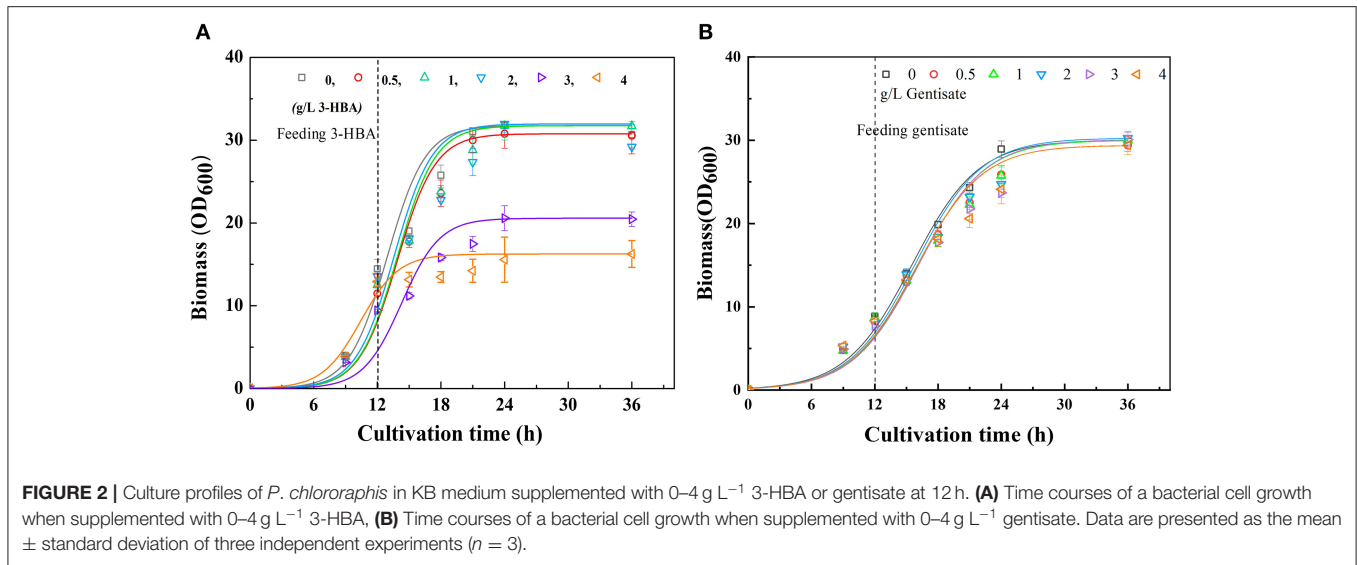 A
B
40
0, 0.5, 1, 2, 3, 4
(g/L 3-HBA)
Feeding 3-HBA
30
20
10
0
Biomass (OD600)
0 6 12 18 24 30 36
Cultivation time (h)
40
0 0.5 1 2 3 4
g/L Gentisate
Feeding gentisate
30
20
10
0
Biomass(OD600)
0 6 12 18 24 30 36
Cultivation time (h)
FIGURE 2 | Culture profiles of P. chlororaphis in KB medium supplemented with 0–4 g L−1 3-HBA or gentisate at 12 h. (A) Time courses of a bacterial cell growth
when supplemented with 0–4 g L−1 3-HBA, (B) Time courses of a bacterial cell growth when supplemented with 0–4 g L−1 gentisate. Data are presented as the mean
± standard deviation of three independent experiments (n = 3).